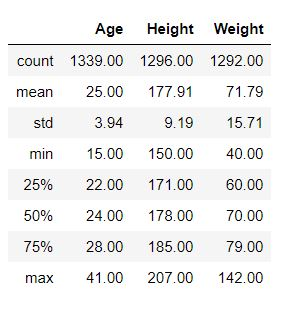 Age Height Weight
count 1339.00 1296.00 1292.00
mean 25.00 177.91 71.79
std 3.94 9.19 15.71
min 15.00 150.00 40.00
25% 22.00 171.00 60.00
50% 24.00 178.00 70.00
75% 28.00 185.00 79.00
max 41.00 207.00 142.00